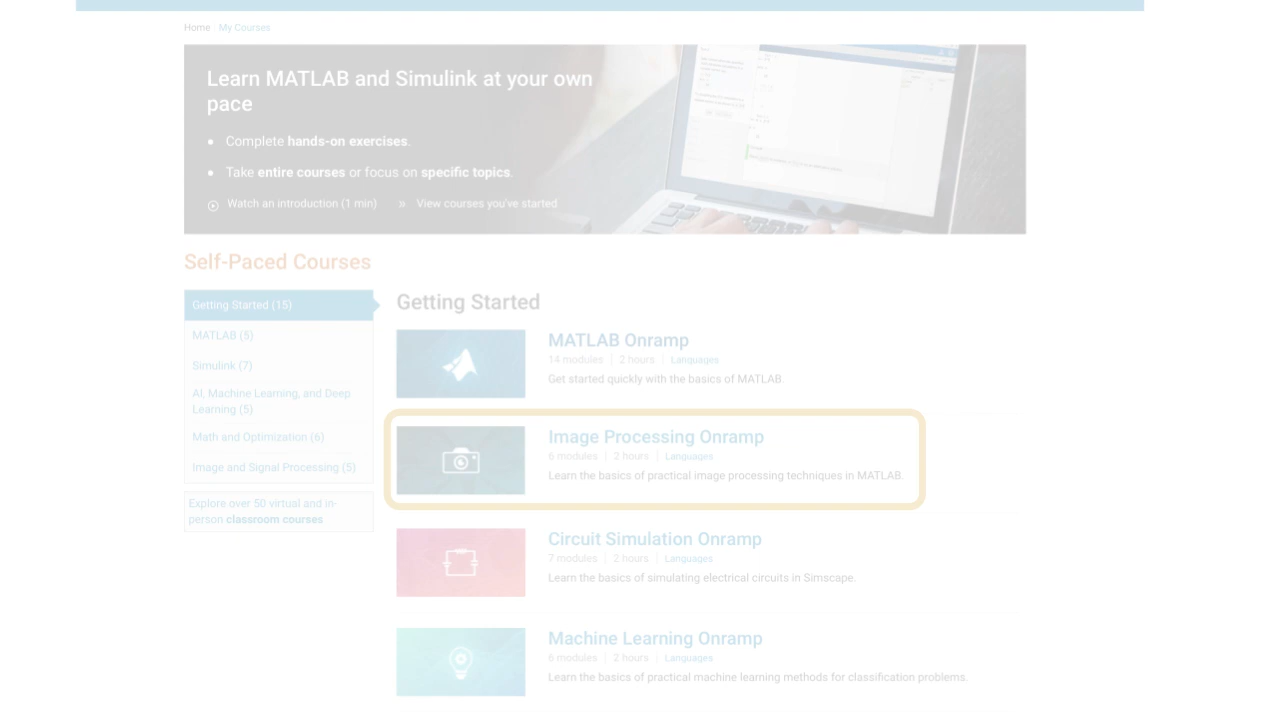 Home My Courses
Learn MATLAB and Simulink at your own
pace
• Complete hands-on exercises.
• Take entire courses or focus on specific topics.
Watch an introduction (1 min) » View courses you've started
Self-Paced Courses
Getting Started (15)
MATLAB (5)
Simulink (7)
AI, Machine Learning, and Deep
Learning (5)
Math and Optimization (6)
Image and Signal Processing (5)
Explore over 50 virtual and in-
person classroom courses
Getting Started
MATLAB Onramp
14 modules | 2 hours | Languages
Get started quickly with the basics of MATLAB.
Image Processing Onramp
6 modules | 2 hours | Languages
Learn the basics of practical image processing techniques in MATLAB.
Circuit Simulation Onramp
7 modules | 2 hours | Languages
Learn the basics of simulating electrical circuits in Simscape.
Machine Learning Onramp
6 modules | 2 hours | Languages
Learn the basics of practical machine learning methods for classification problems.